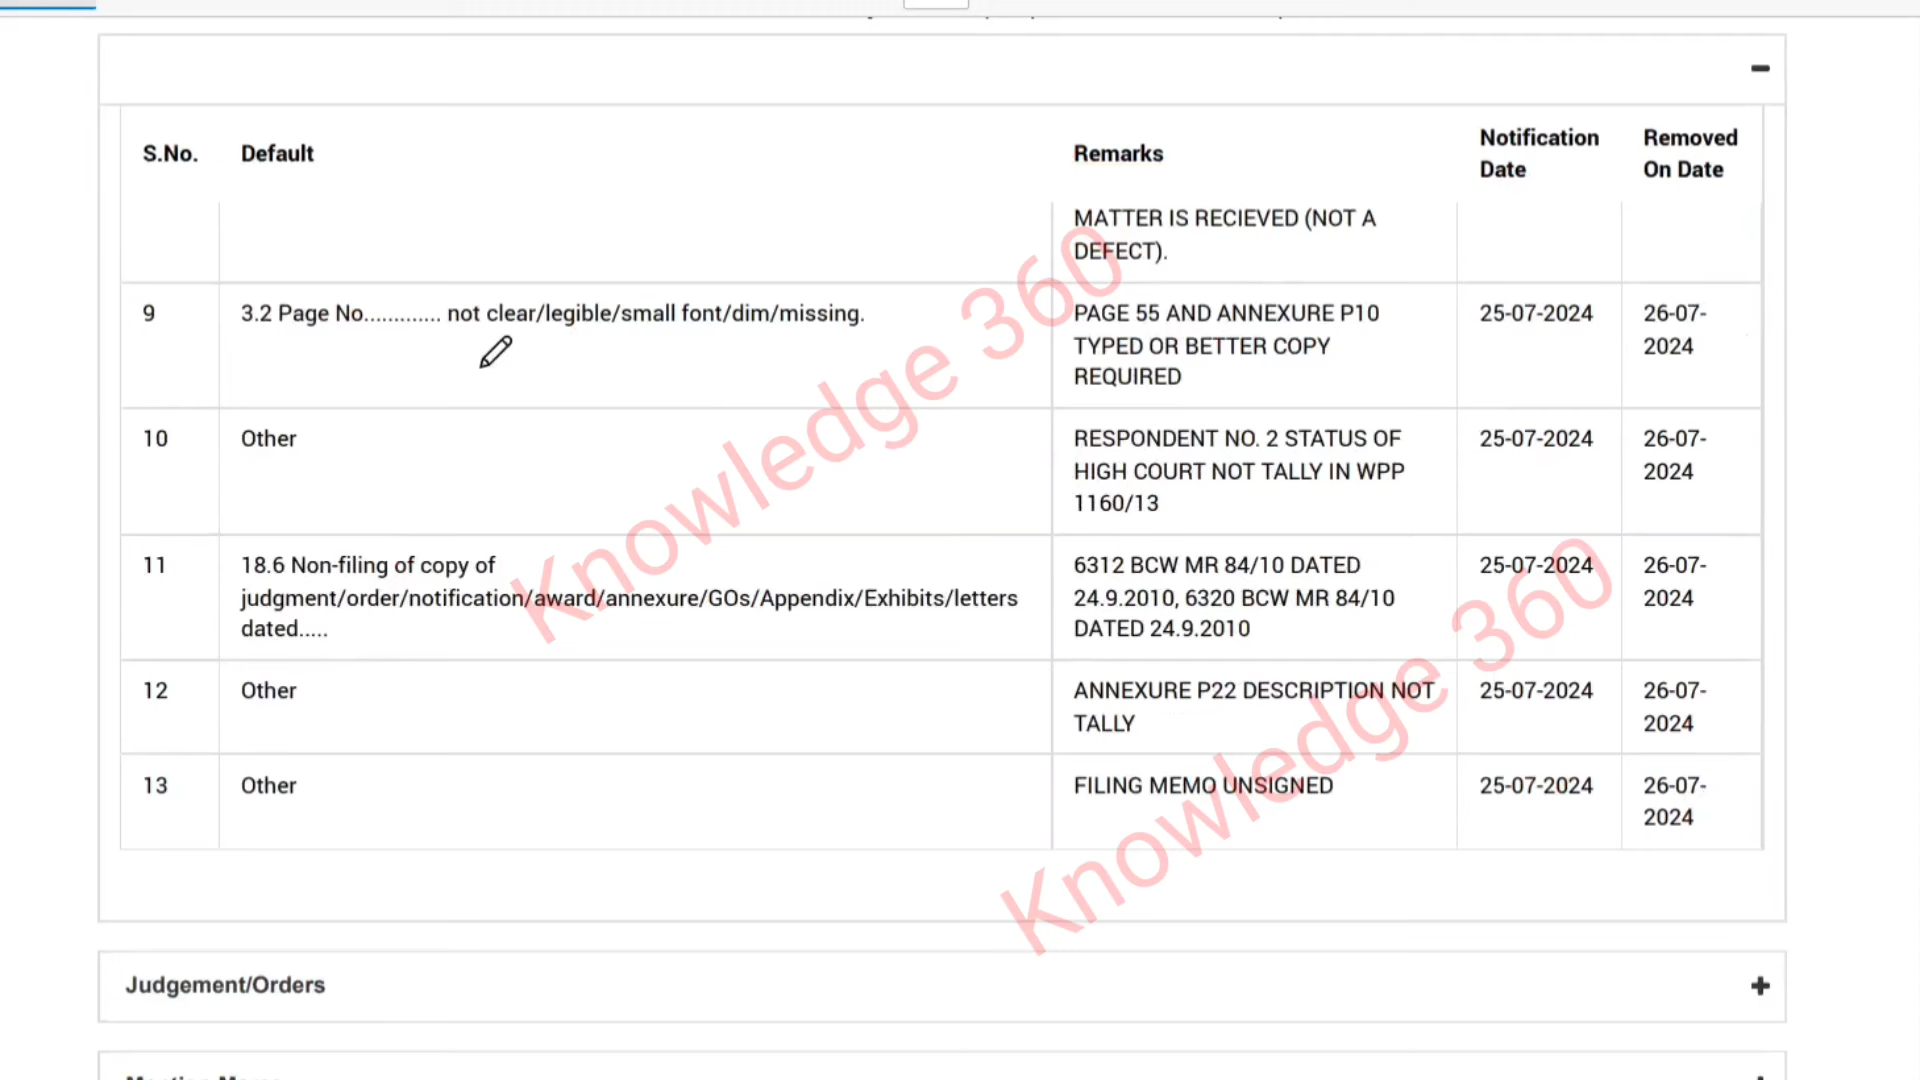 S.No. Default Remarks Notification Date Removed On Date
MATTER IS RECIEVED (NOT A
DEFECT).
9 3.2 Page No............. not clear/legible/small font/dim/missing. PAGE 55 AND ANNEXURE P10 25-07-2024 26-07-
TYPED OR BETTER COPY 2024
REQUIRED
10 Other RESPONDENT NO. 2 STATUS OF 25-07-2024 26-07-
HIGH COURT NOT TALLY IN WPP 2024
1160/13
11 18.6 Non-filing of copy of 6312 BCW MR 84/10 DATED 25-07-2024 26-07-
judgment/order/notification/award/annexure/GOs/Appendix/Exhibits/letters 24.9.2010, 6320 BCW MR 84/10 2024
dated..... DATED 24.9.2010
12 Other ANNEXURE P22 DESCRIPTION NOT 25-07-2024 26-07-
TALLY 2024
13 Other FILING MEMO UNSIGNED 25-07-2024 26-07-
2024
Judgement/Orders
Knowledge 360
Knowledge 360